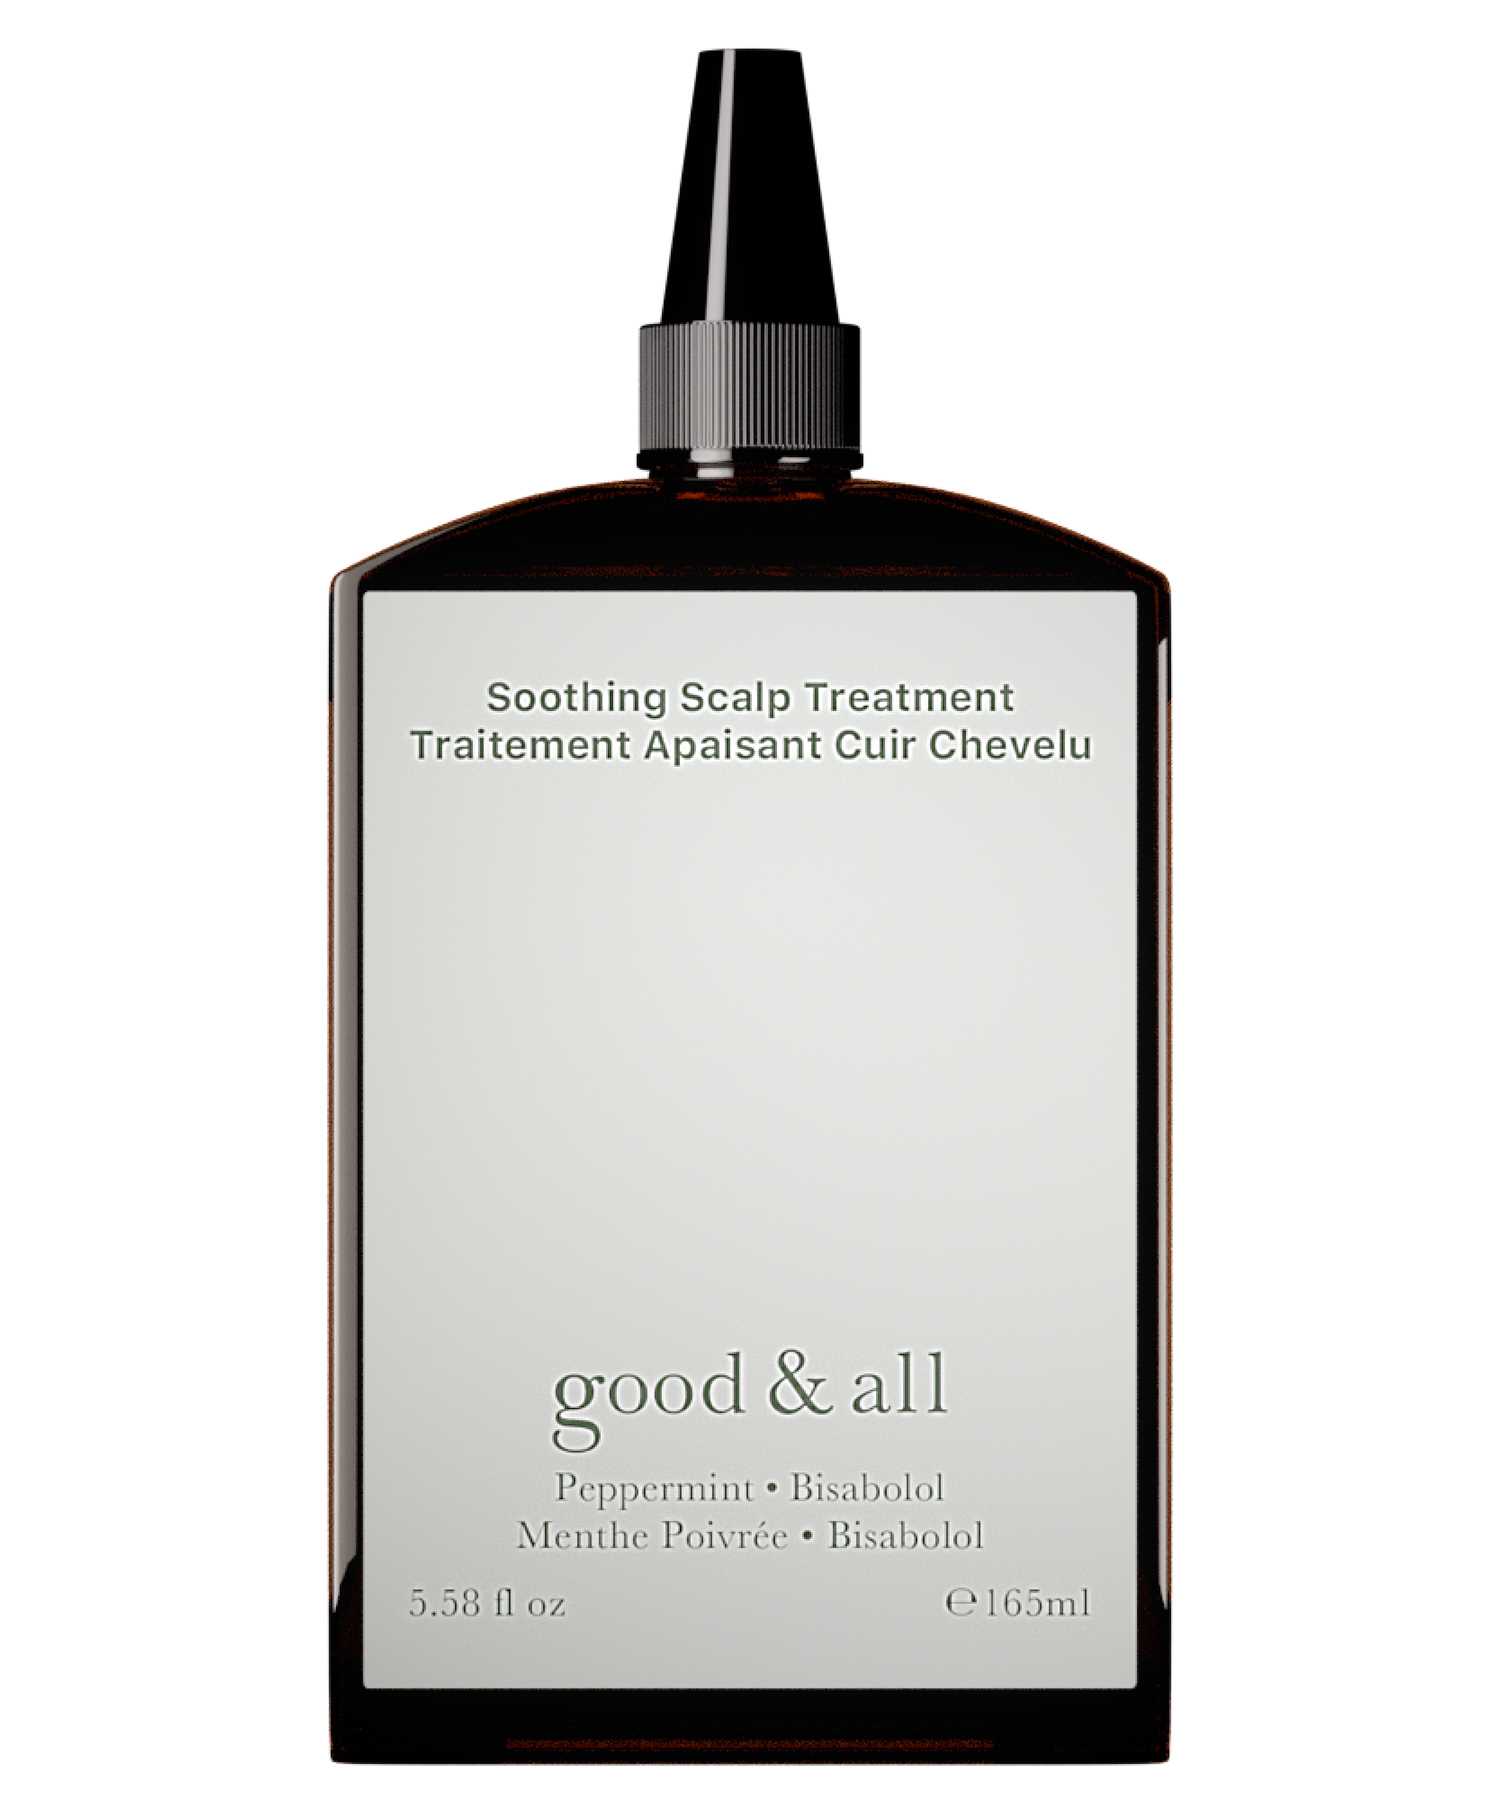 Soothing Scalp Treatment
Traitement Apaisant Cuir Chevelu
good & all
Peppermint • Bisabolol
Menthe Poivrée • Bisabolol
5.58 fl oz ℮165ml